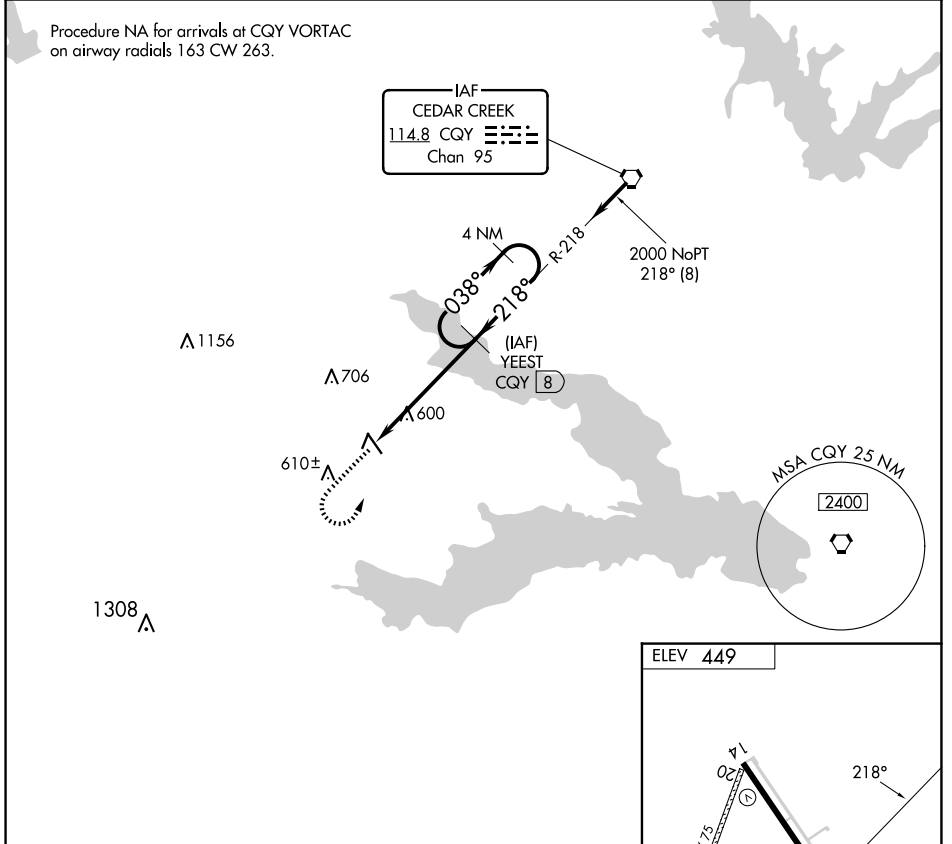 Procedure NA for arrivals at CQY VORTAC
on airway radials 163 CW 263.
IAF
CEDAR CREEK
114.8 CQY
Chan 95
4 NM
R-218
2000 NoPT
218° (8)
038°
218°
(IAF)
YEEST
CQY 8
1156
706
600
610±
MSA CQY 25 NM
2400
1308
ELEV 449
14
20
V
218°
75